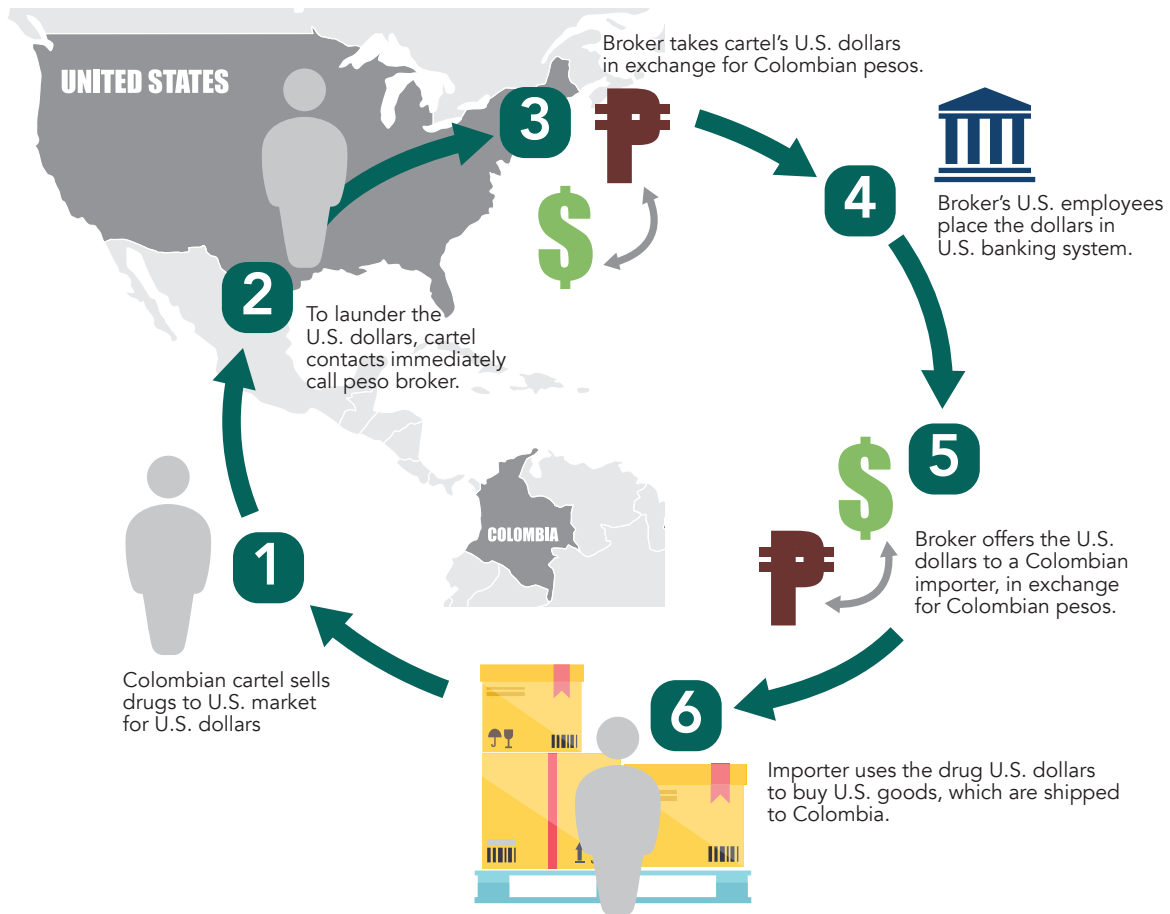 UNITED STATES
Broker takes cartel’s U.S. dollars
in exchange for Colombian pesos.
3
₱
$
4
Broker’s U.S. employees
place the dollars in
U.S. banking system.
2
To launder the
U.S. dollars, cartel
contacts immediately
call peso broker.
5
$
₱
Broker offers the U.S.
dollars to a Colombian
importer, in exchange
for Colombian pesos.
COLOMBIA
1
Colombian cartel sells
drugs to U.S. market
for U.S. dollars
6
Importer uses the drug U.S. dollars
to buy U.S. goods, which are shipped
to Colombia.